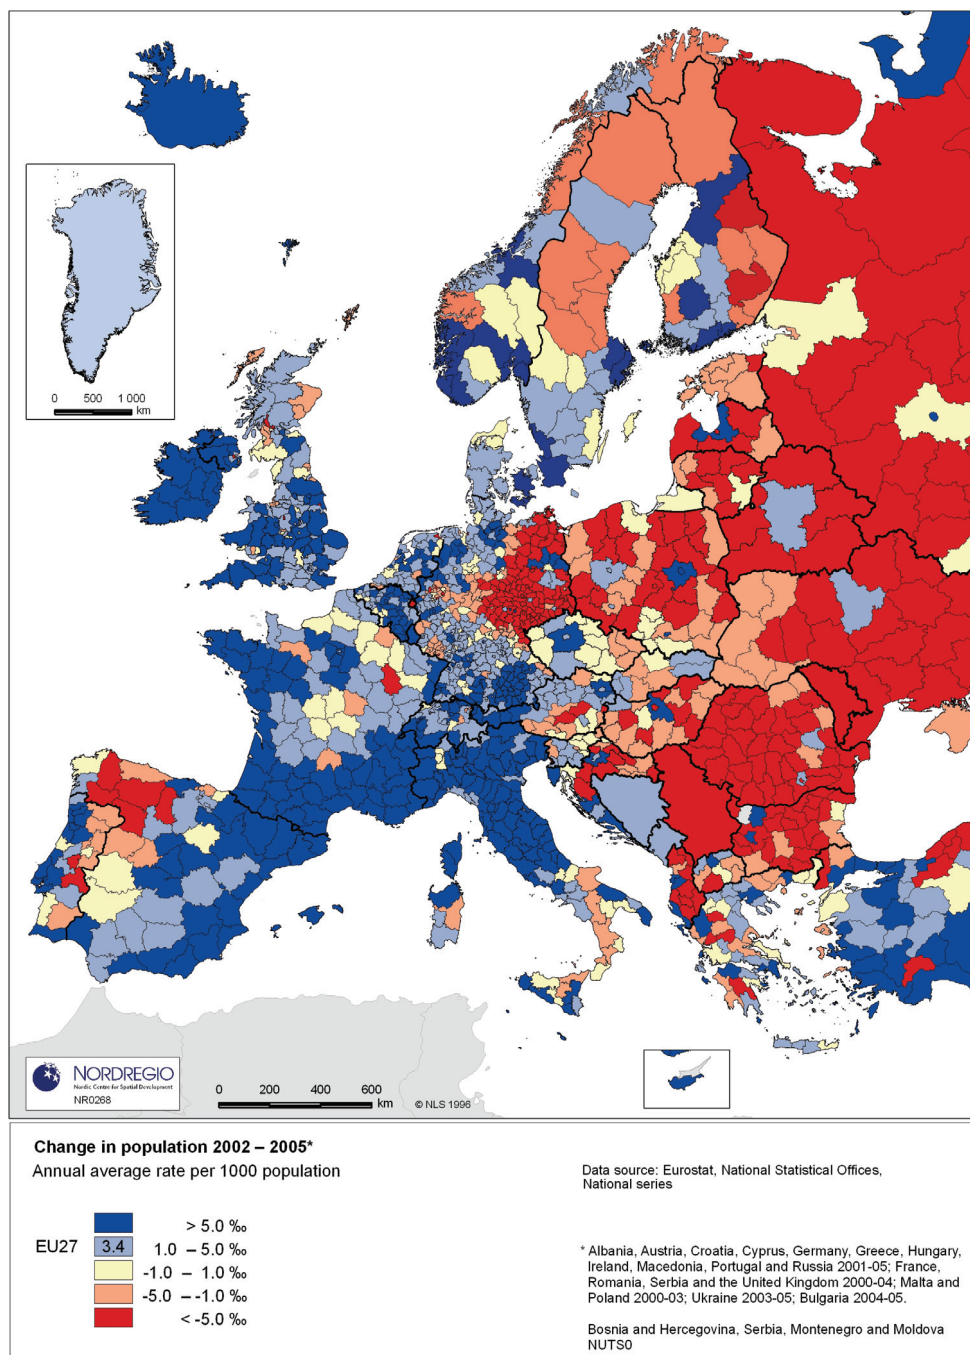 0 500 1 000
km
NORDREGIO
Nordic Centre for Spatial Development
NR0268
0 200 400 600
km
© NLS 1996
Change in population 2002 – 2005*
Annual average rate per 1000 population
> 5.0 ‰
EU27 3.4 1.0 – 5.0 ‰
-1.0 – 1.0 ‰
-5.0 – -1.0 ‰
< -5.0 ‰
Data source: Eurostat, National Statistical Offices,
National series
* Albania, Austria, Croatia, Cyprus, Germany, Greece, Hungary,
Ireland, Macedonia, Portugal and Russia 2001-05; France,
Romania, Serbia and the United Kingdom 2000-04; Malta and
Poland 2000-03; Ukraine 2003-05; Bulgaria 2004-05.
Bosnia and Hercegovina, Serbia, Montenegro and Moldova
NUTS0